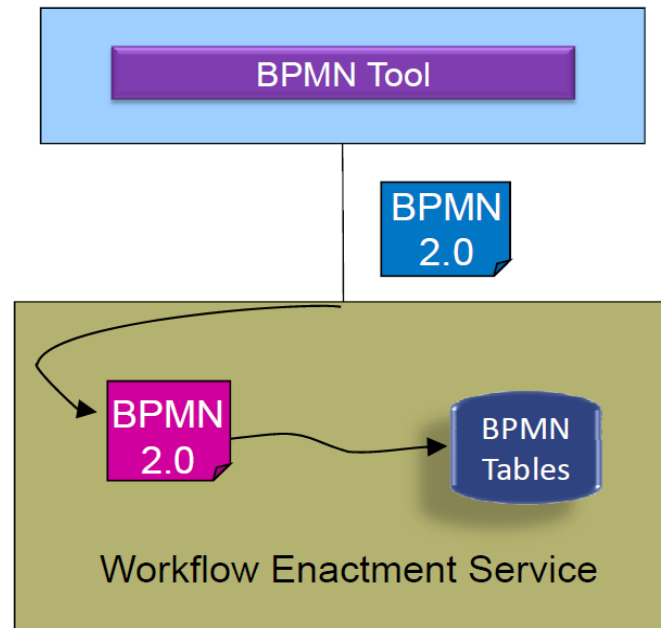 BPMN Tool
BPMN
2.0
BPMN
2.0
BPMN
Tables
Workflow Enactment Service